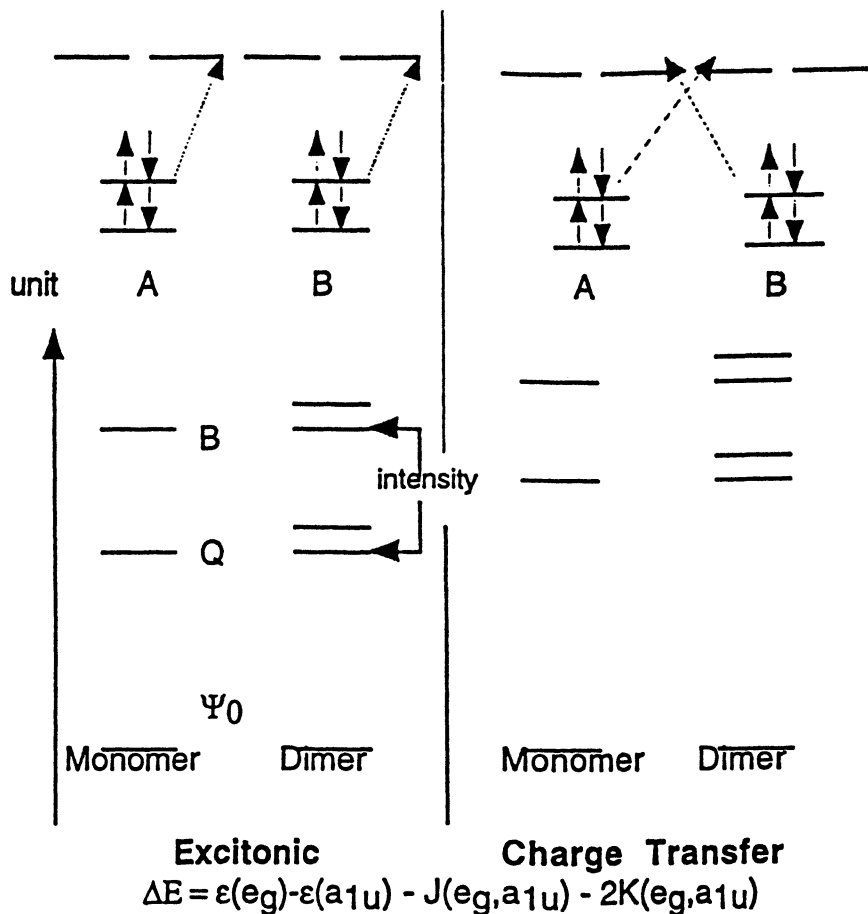 unit
A
B
A
B
B
intensity
Q
Ψ0
Monomer
Dimer
Monomer
Dimer
Excitonic
Charge Transfer
ΔE = ε(eg)-ε(a1u) - J(eg,a1u) - 2K(eg,a1u)